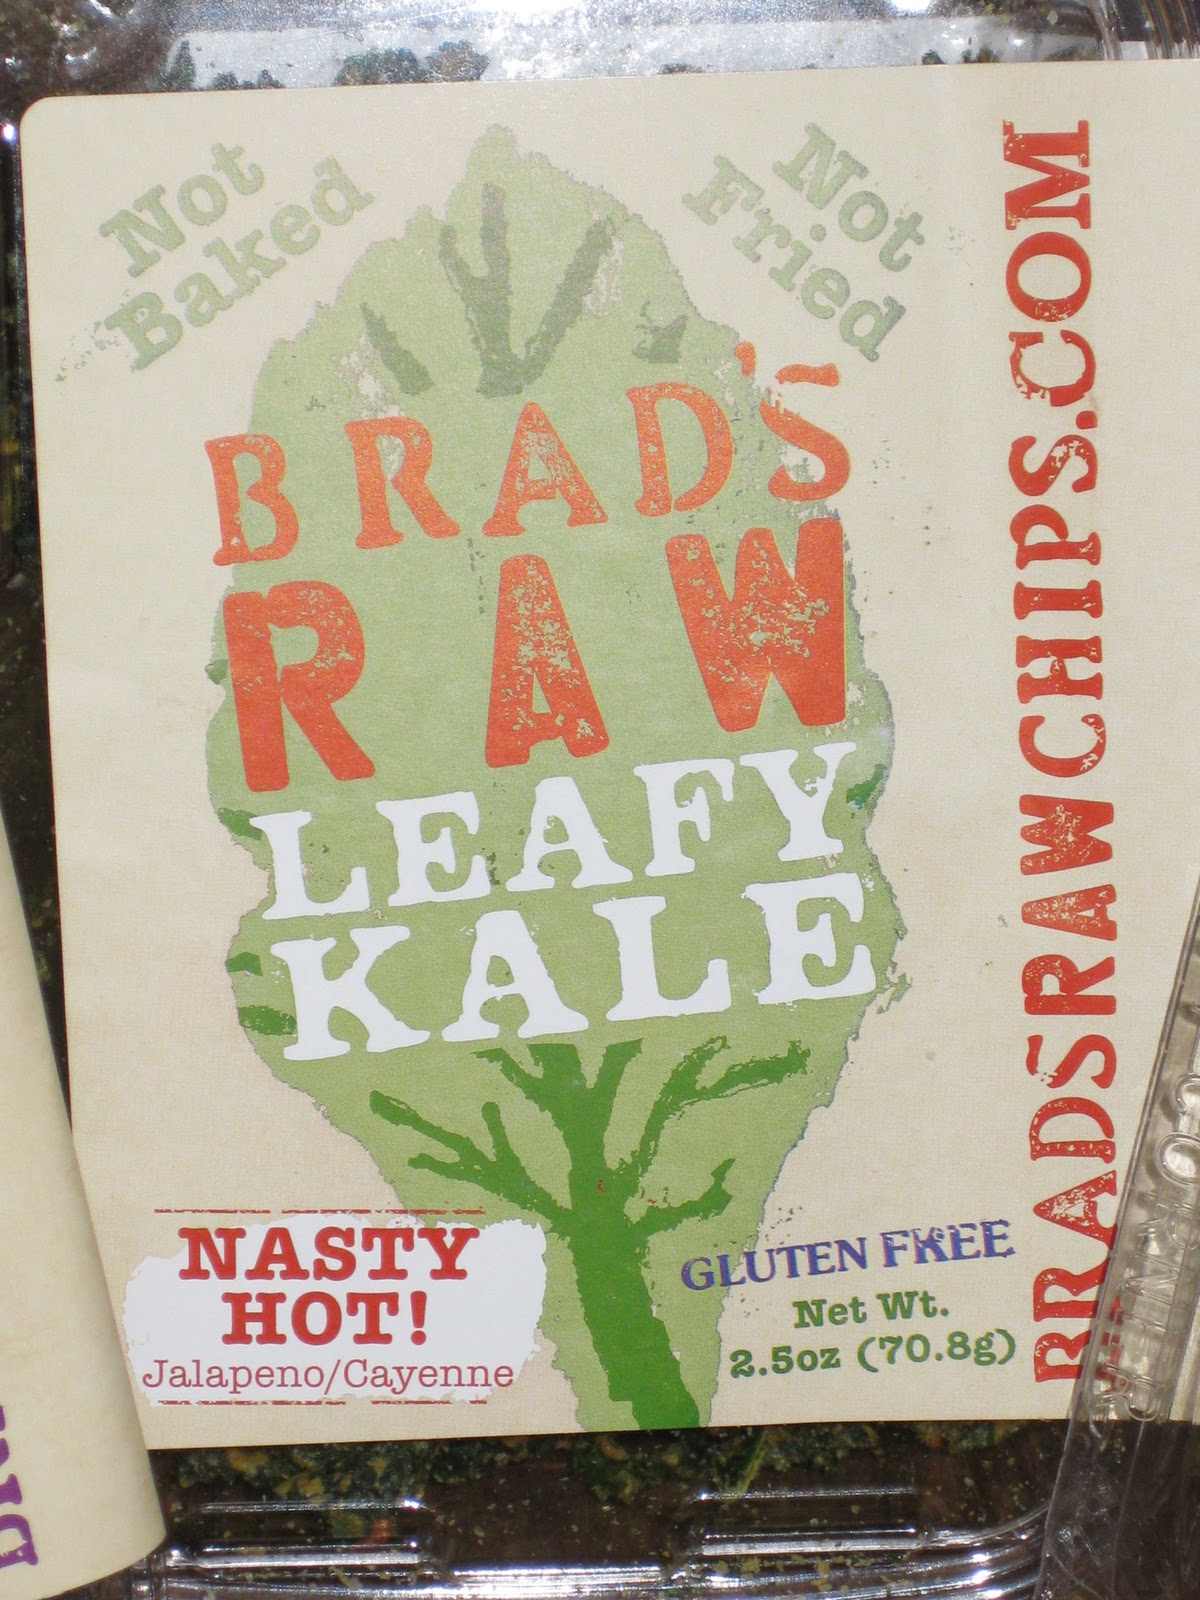 Not
Baked
Not
Fried
BRAD'S
RAW
LEAFY
KALE
NASTY
HOT!
Jalapeno/Cayenne
GLUTEN FREE
Net Wt.
2.5oz (70.8g)
BRADSRAWCHIPS.COM